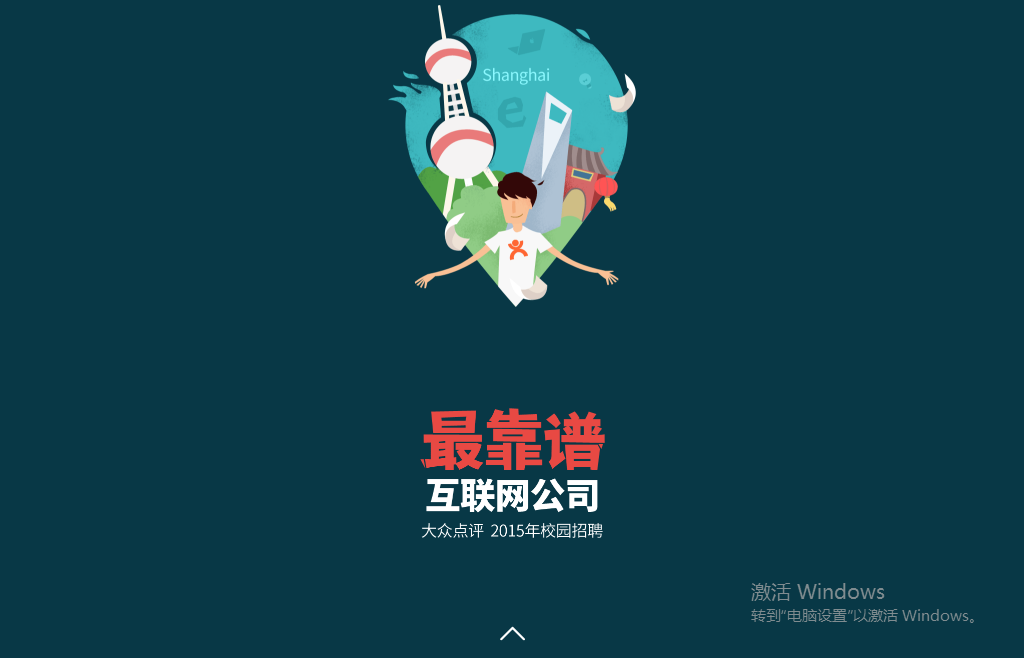 Shanghai
最靠谱
互联网公司
大众点评 2015年校园招聘
激活 Windows
转到“电脑设置”以激活 Windows。